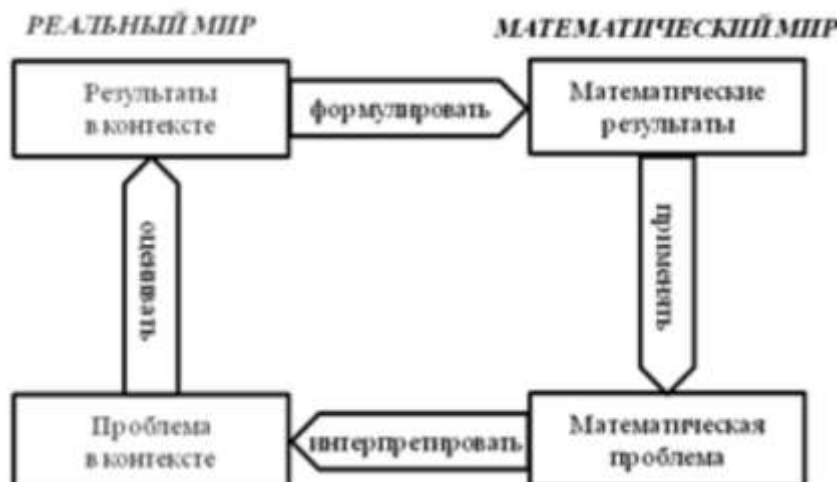 РЕАЛЬНЫЙ МИР
МАТЕМАТИЧЕСКИЙ МИР
Результаты
в контексте
формулировать
Математические
результаты
оценивать
применять
Проблема
в контексте
интерпретировать
Математическая
проблема